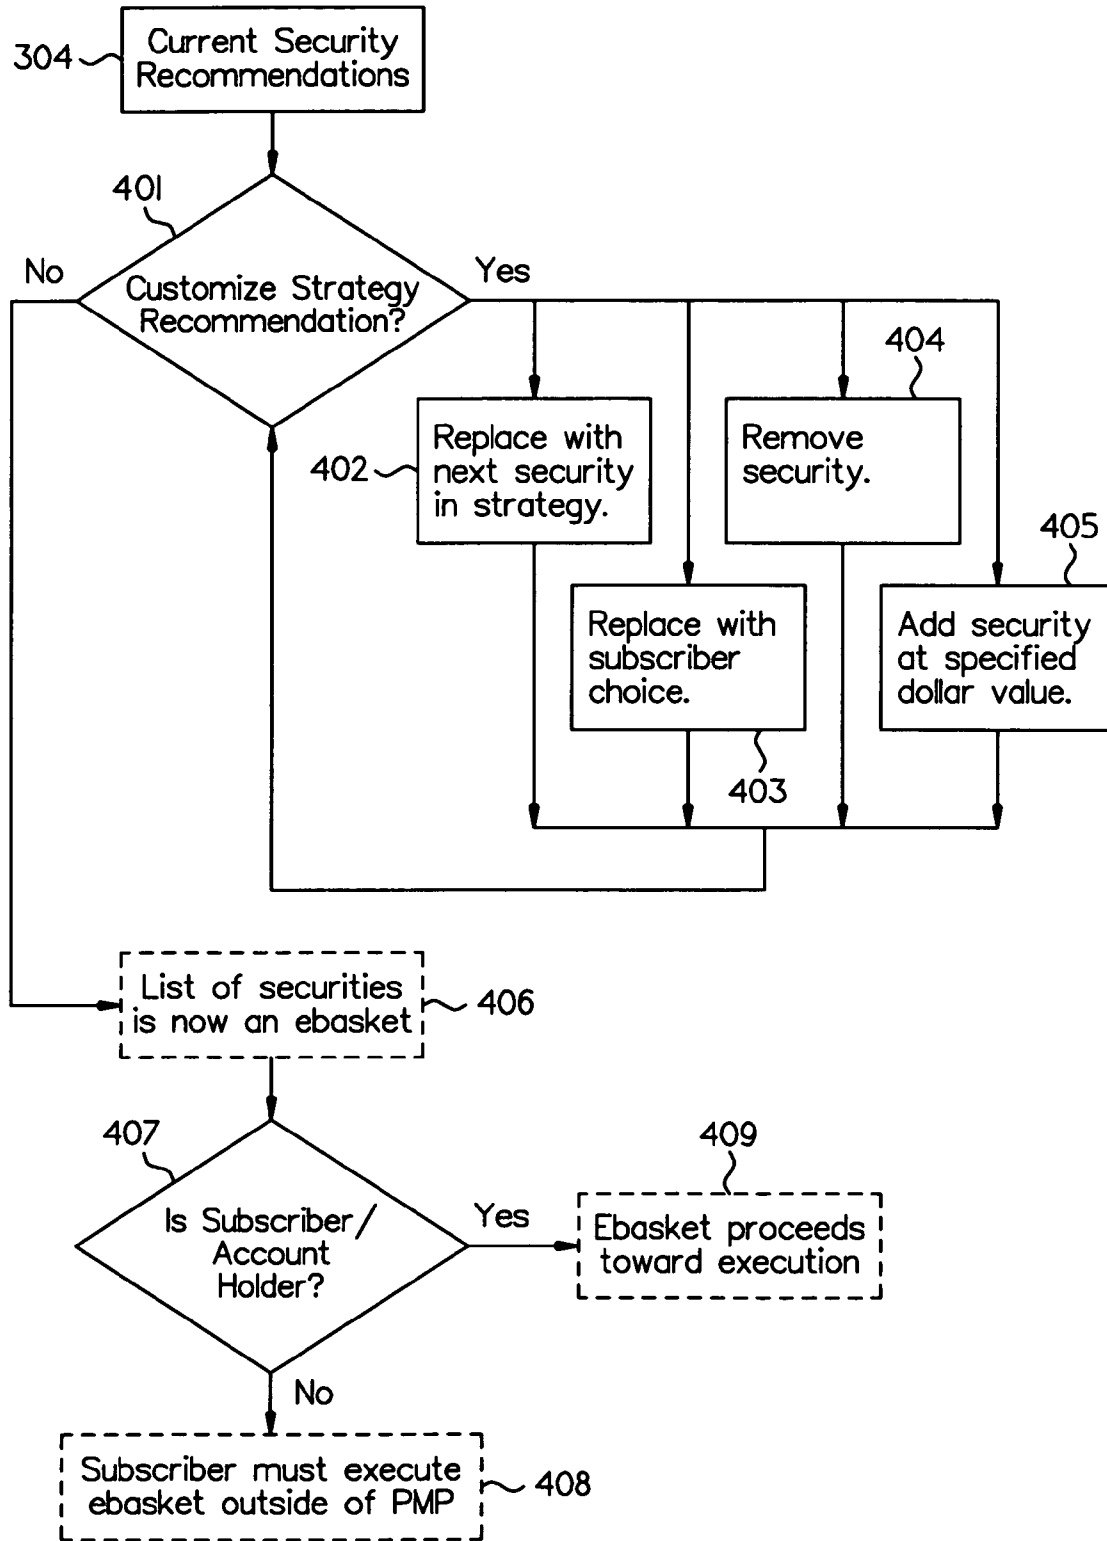 304
Current Security
Recommendations
401
No
Yes
Customize Strategy
Recommendation?
404
402
Replace with
next security
in strategy.
Remove
security.
405
Replace with
subscriber
choice.
Add security
at specified
dollar value.
403
List of securities
is now an ebasket
406
407
409
Is Subscriber/
Account
Holder?
Yes
Ebasket proceeds
toward execution
No
Subscriber must execute
ebasket outside of PMP
408